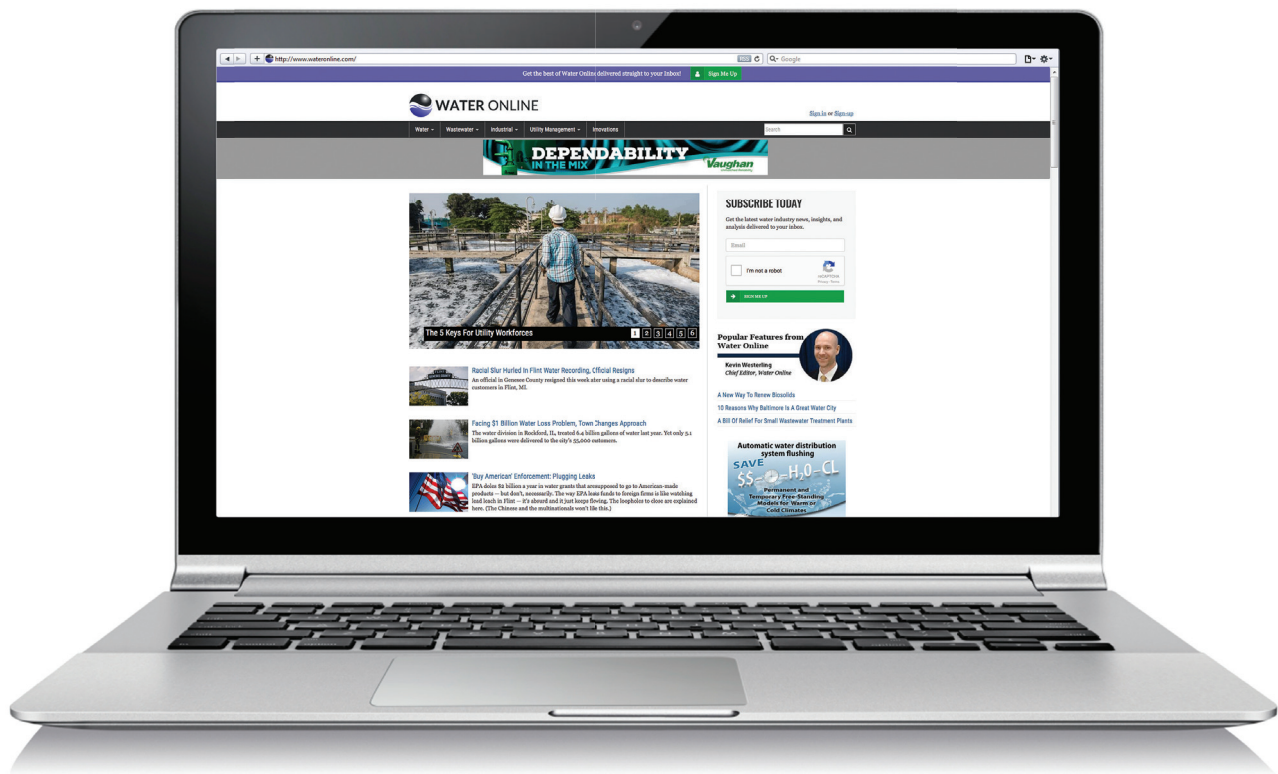 http://www.wateronline.com/
RSS
Google
Get the best of Water Online delivered straight to your Inbox!
Sign Me Up
WATER ONLINE
Sign in or Sign up
Water
Wastewater
Industrial
Utility Management
Innovations
Search
DEPENDABILITY
IN THE MIX
Vaughan
The 5 Keys For Utility Workforces
1 2 3 4 5 6
Racial Slur Hurled In Flint Water Recording, Official Resigns
An official in Genesee County resigned this week ater using a racial slur to describe water
customers in Flint, MI.
Facing $1 Billion Water Loss Problem, Town Changes Approach
The water division in Rockford, IL, treated 6.4 billion gallons of water last year. Yet only 5.1
billion gallons were delivered to the city's 55,000 customers.
'Buy American' Enforcement: Plugging Leaks
EPA doles $2 billion a year in water grants that are supposed to go to American-made
products — but don't, necessarily. The way EPA leaks funds to foreign firms is like watching
lead leach in Flint — it's absurd and it just keeps flowing. The loopholes to close are explained
here. (The Chinese and the multinationals won't like this.)
SUBSCRIBE TODAY
Get the latest water industry news, insights, and
analysis delivered to your inbox.
Email
I'm not a robot
reCAPTCHA
Privacy - Terms
SIGN ME UP
Popular Features from
Water Online
Kevin Westerling
Chief Editor, Water Online
A New Way To Renew Biosolids
10 Reasons Why Baltimore Is A Great Water City
A Bill Of Relief For Small Wastewater Treatment Plants
Automatic water distribution
system flushing
SAVE
$$=H₂0=CL
Permanent and
Temporary Free-Standing
Models for Warm or
Cold Climates